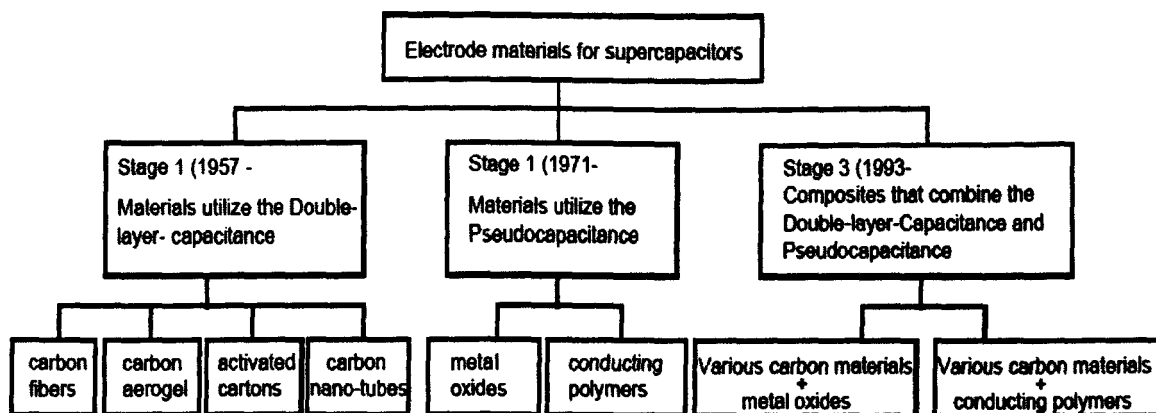 Electrode materials for supercapacitors
Stage 1 (1957 -
Materials utilize the Double-
layer- capacitance
Stage 1 (1971-
Materials utilize the
Pseudocapacitance
Stage 3 (1993-
Composites that combine the
Double-layer-Capacitance and
Pseudocapacitance
carbon
fibers
carbon
aerogel
activated
cartons
carbon
nano-tubes
metal
oxides
conducting
polymers
Various carbon materials
+
metal oxides
Various carbon materials
+
conducting polymers